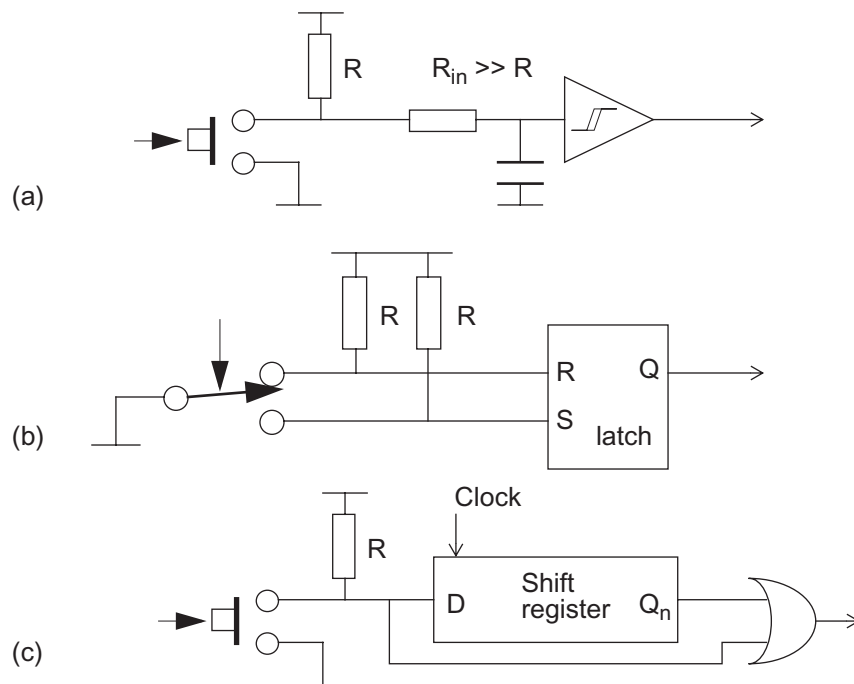 R
R_in >> R
(a)
R
R
R
Q
S
latch
(b)
Clock
R
D
Shift
register
Q_n
(c)